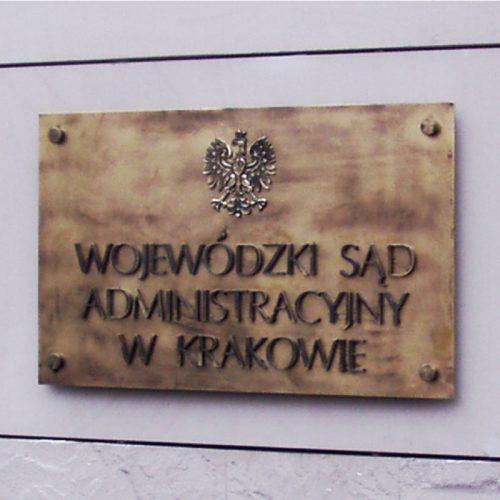 WOJEWÓDZKI SĄD
ADMINISTRACYJNY
W KRAKOWIE